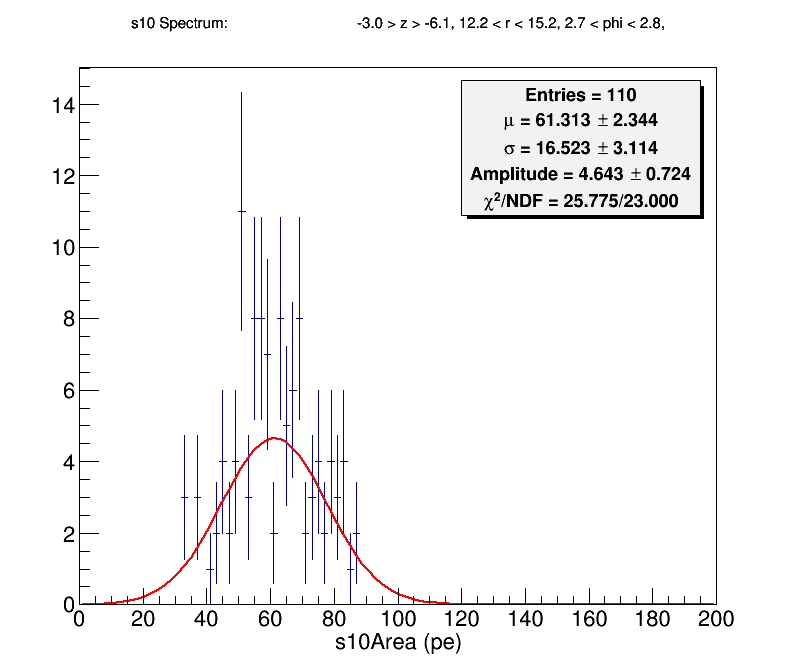 s10 Spectrum: -3.0 > z > -6.1, 12.2 < r < 15.2, 2.7 < phi < 2.8,
Entries = 110
μ = 61.313 ± 2.344
σ = 16.523 ± 3.114
Amplitude = 4.643 ± 0.724
χ²/NDF = 25.775/23.000
14
12
10
8
6
4
2
0
0 20 40 60 80 100 120 140 160 180 200
s10Area (pe)